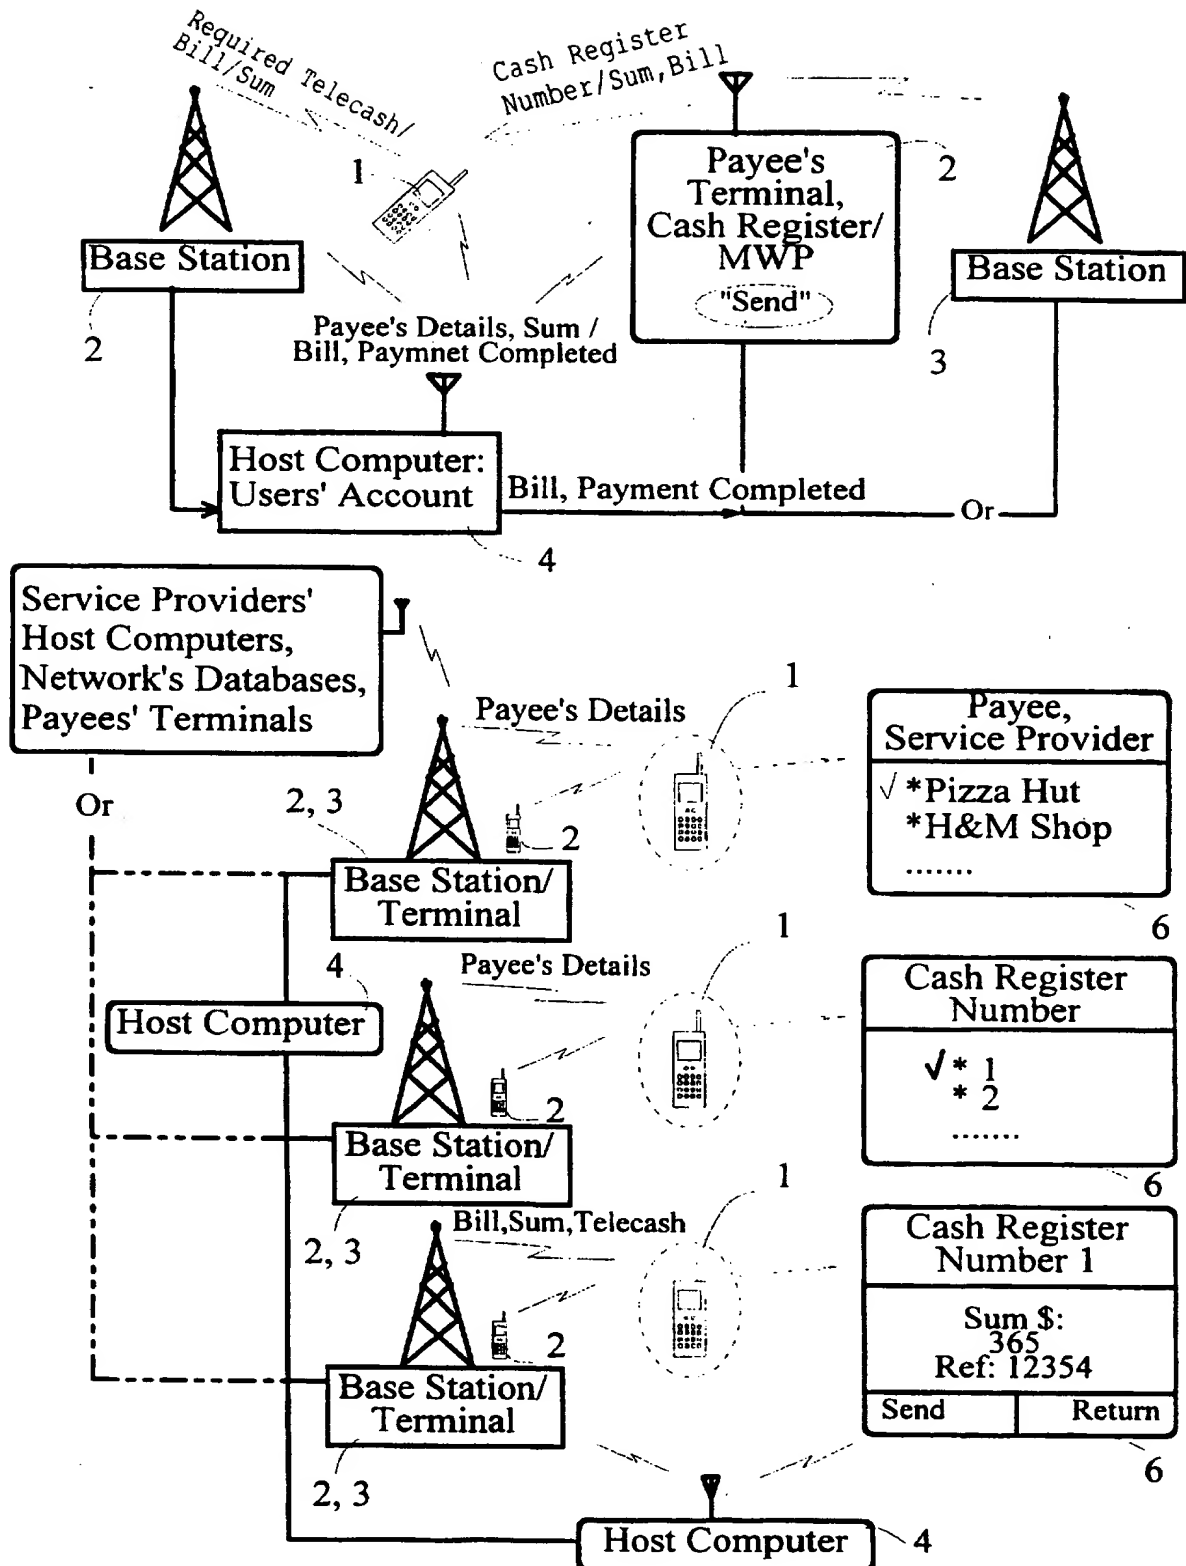 Required Telecash/
Bill/Sum
Cash Register
Number/Sum,Bill
1
Payee's
Terminal,
Cash Register/
MWP
"Send"
2
Base Station
2
Base Station
3
Payee's Details, Sum /
Bill, Paymnet Completed
Host Computer:
Users' Account
Bill, Payment Completed
Or
4
Service Providers'
Host Computers,
Network's Databases,
Payees' Terminals
Or
Payee's Details
1
Payee,
Service Provider
√ *Pizza Hut
*H&M Shop
.......
6
2, 3
2
Base Station/
Terminal
4
Host Computer
Payee's Details
1
Cash Register
Number
√ * 1
* 2
.......
6
2
Base Station/
Terminal
2, 3
Bill,Sum,Telecash
1
Cash Register
Number 1
Sum $:
365
Ref: 12354
Send
Return
6
2
Base Station/
Terminal
2, 3
Host Computer
4